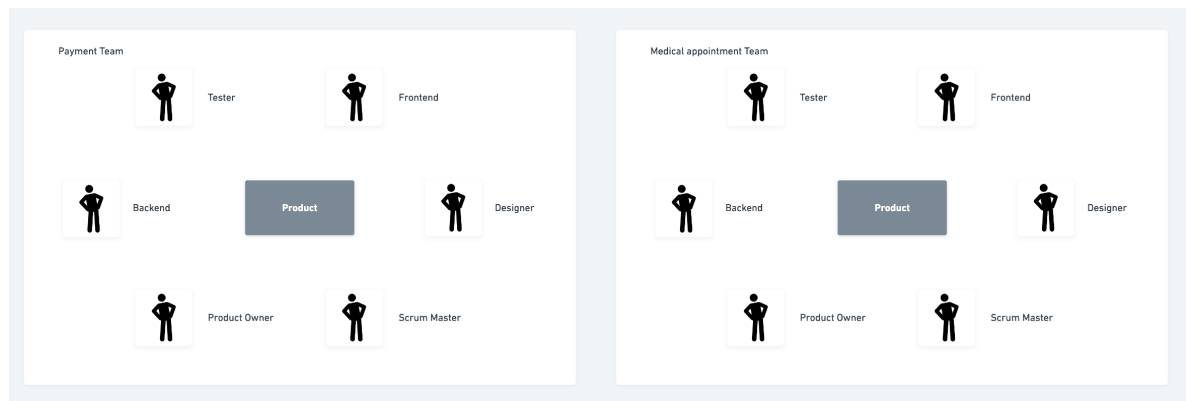 Payment Team
Tester
Frontend
Backend
Product
Designer
Product Owner
Scrum Master
Medical appointment Team
Tester
Frontend
Backend
Product
Designer
Product Owner
Scrum Master